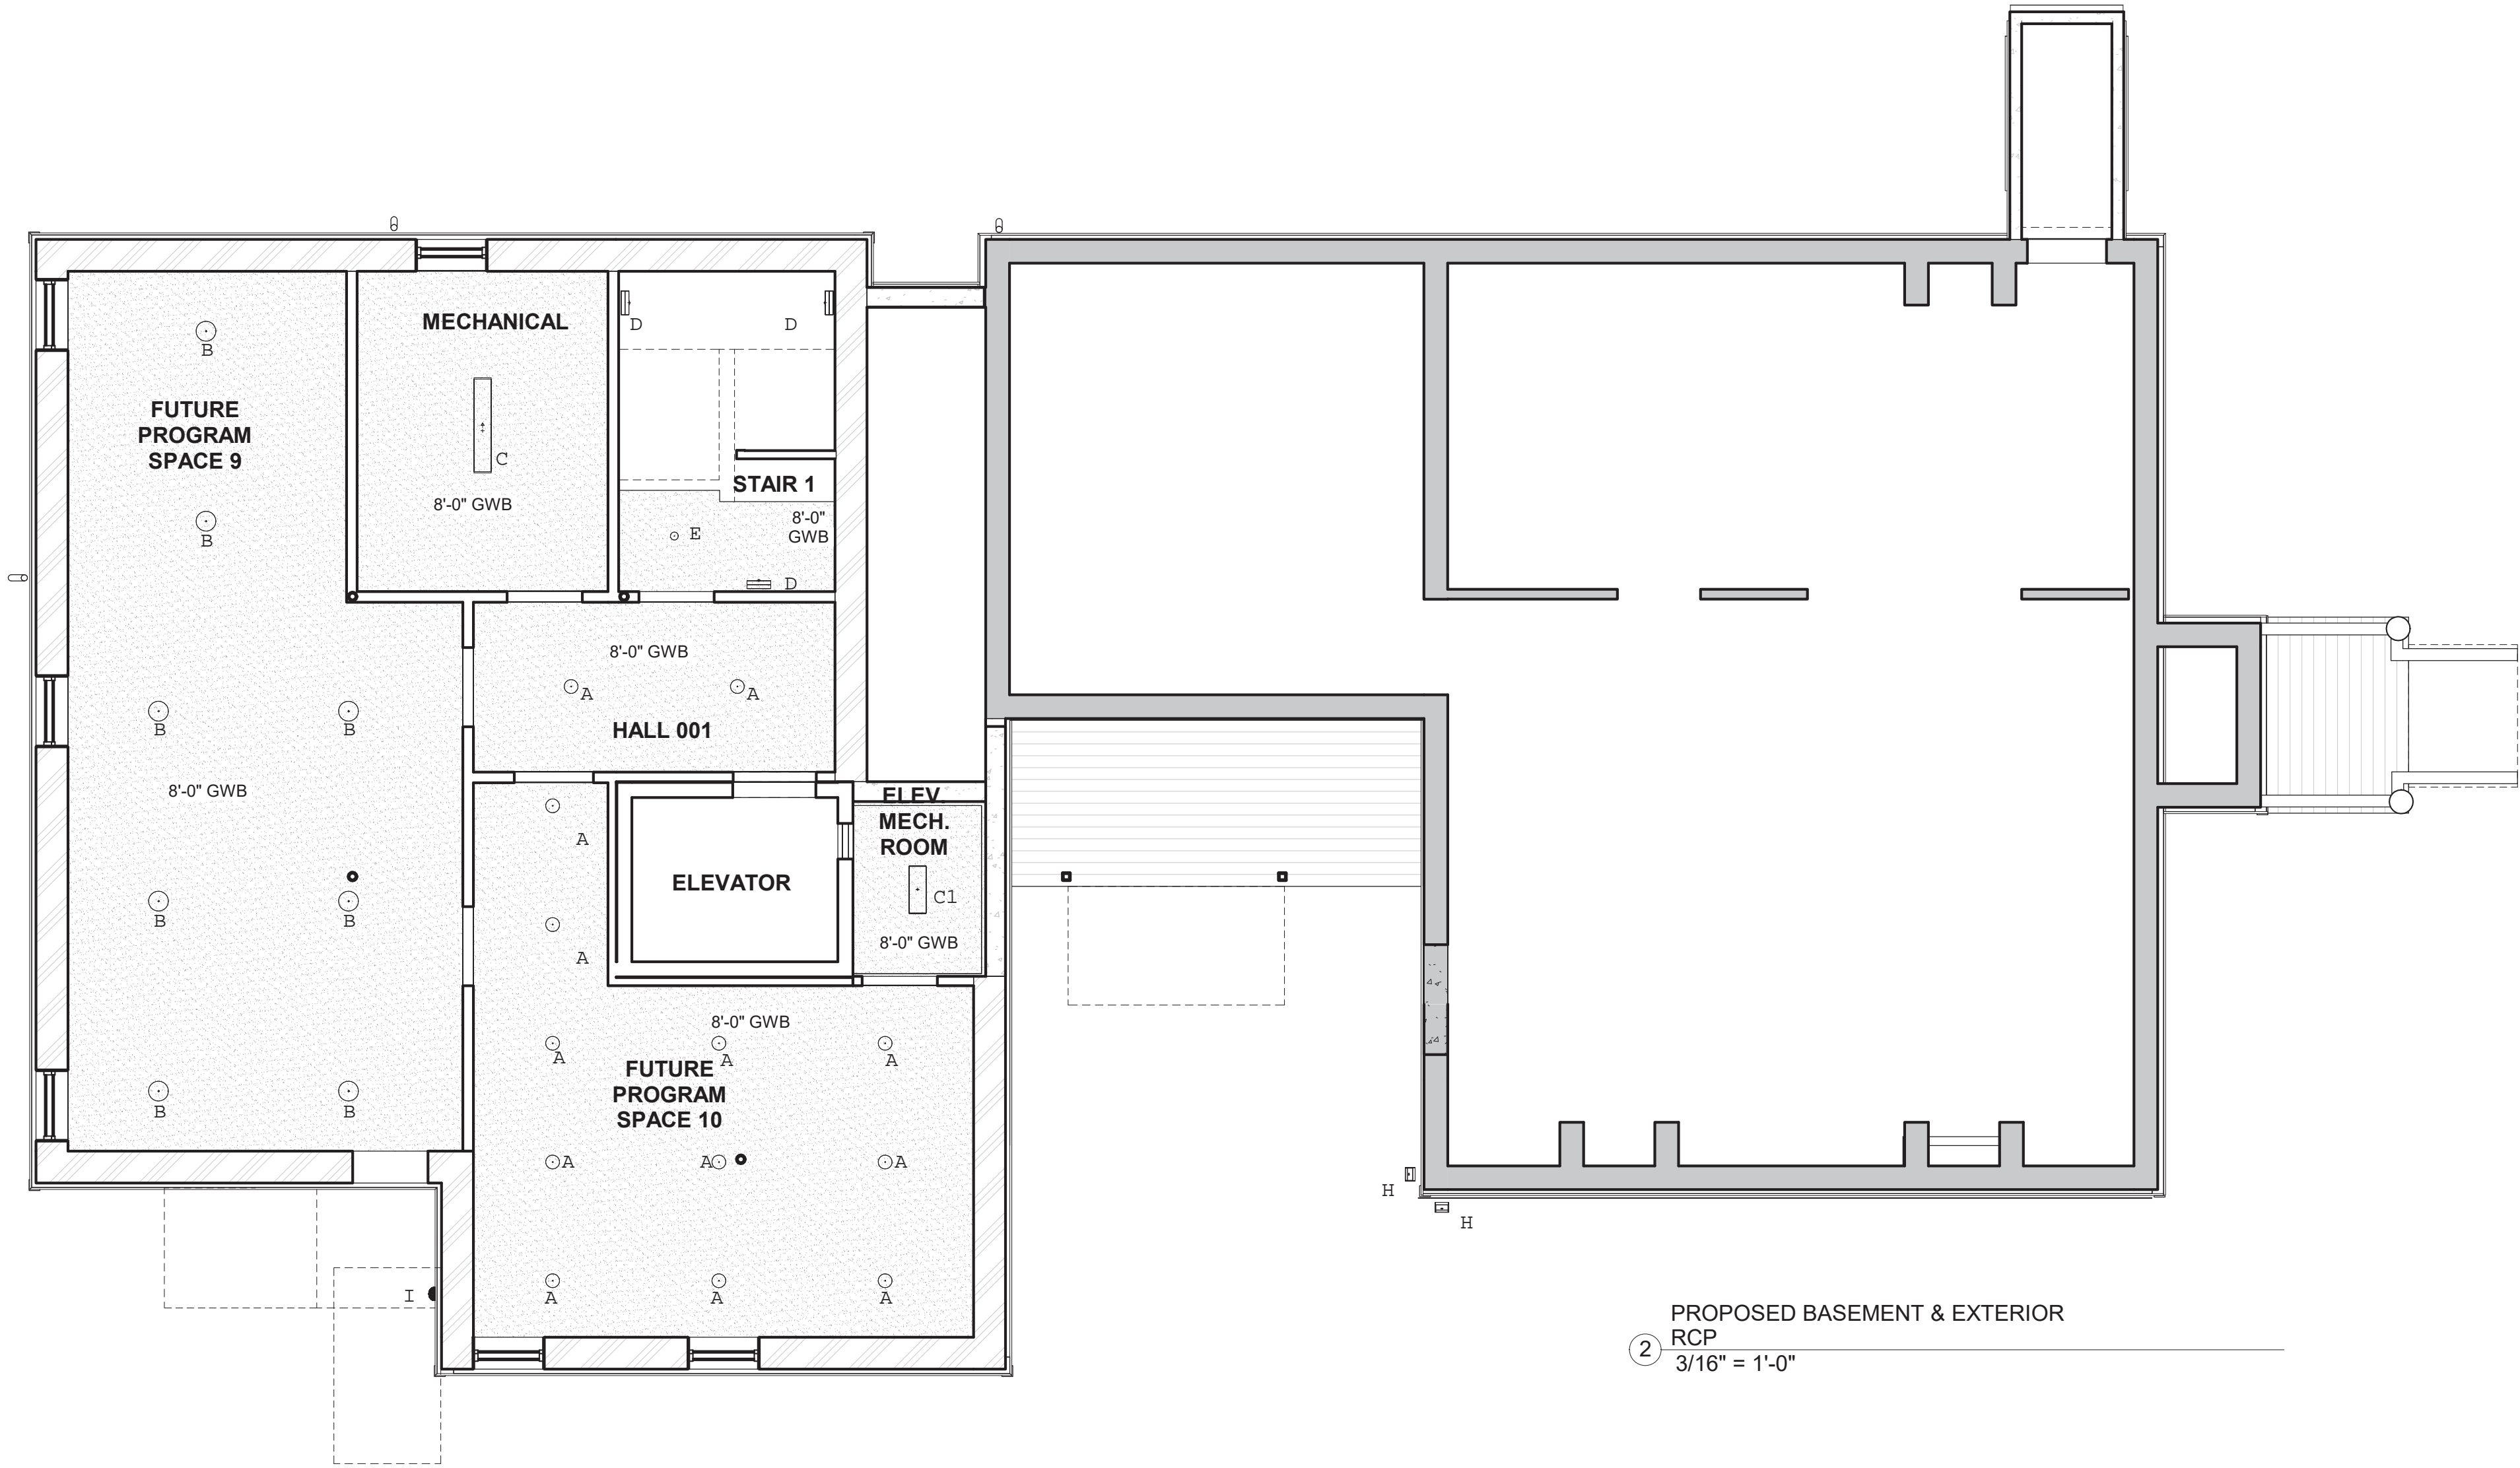 D
D
MECHANICAL
B
FUTURE
PROGRAM
SPACE 9
C
8'-0" GWB
STAIR 1
8'-0"
GWB
E
B
D
8'-0" GWB
A
A
HALL 001
B
B
8'-0" GWB
ELEV.
MECH.
ROOM
A
ELEVATOR
C1
B
B
8'-0" GWB
A
8'-0" GWB
A
A
A
FUTURE
PROGRAM
SPACE 10
B
B
A
A
A
H
H
I
A
A
A
PROPOSED BASEMENT & EXTERIOR
RCP
2
3/16" = 1'-0"